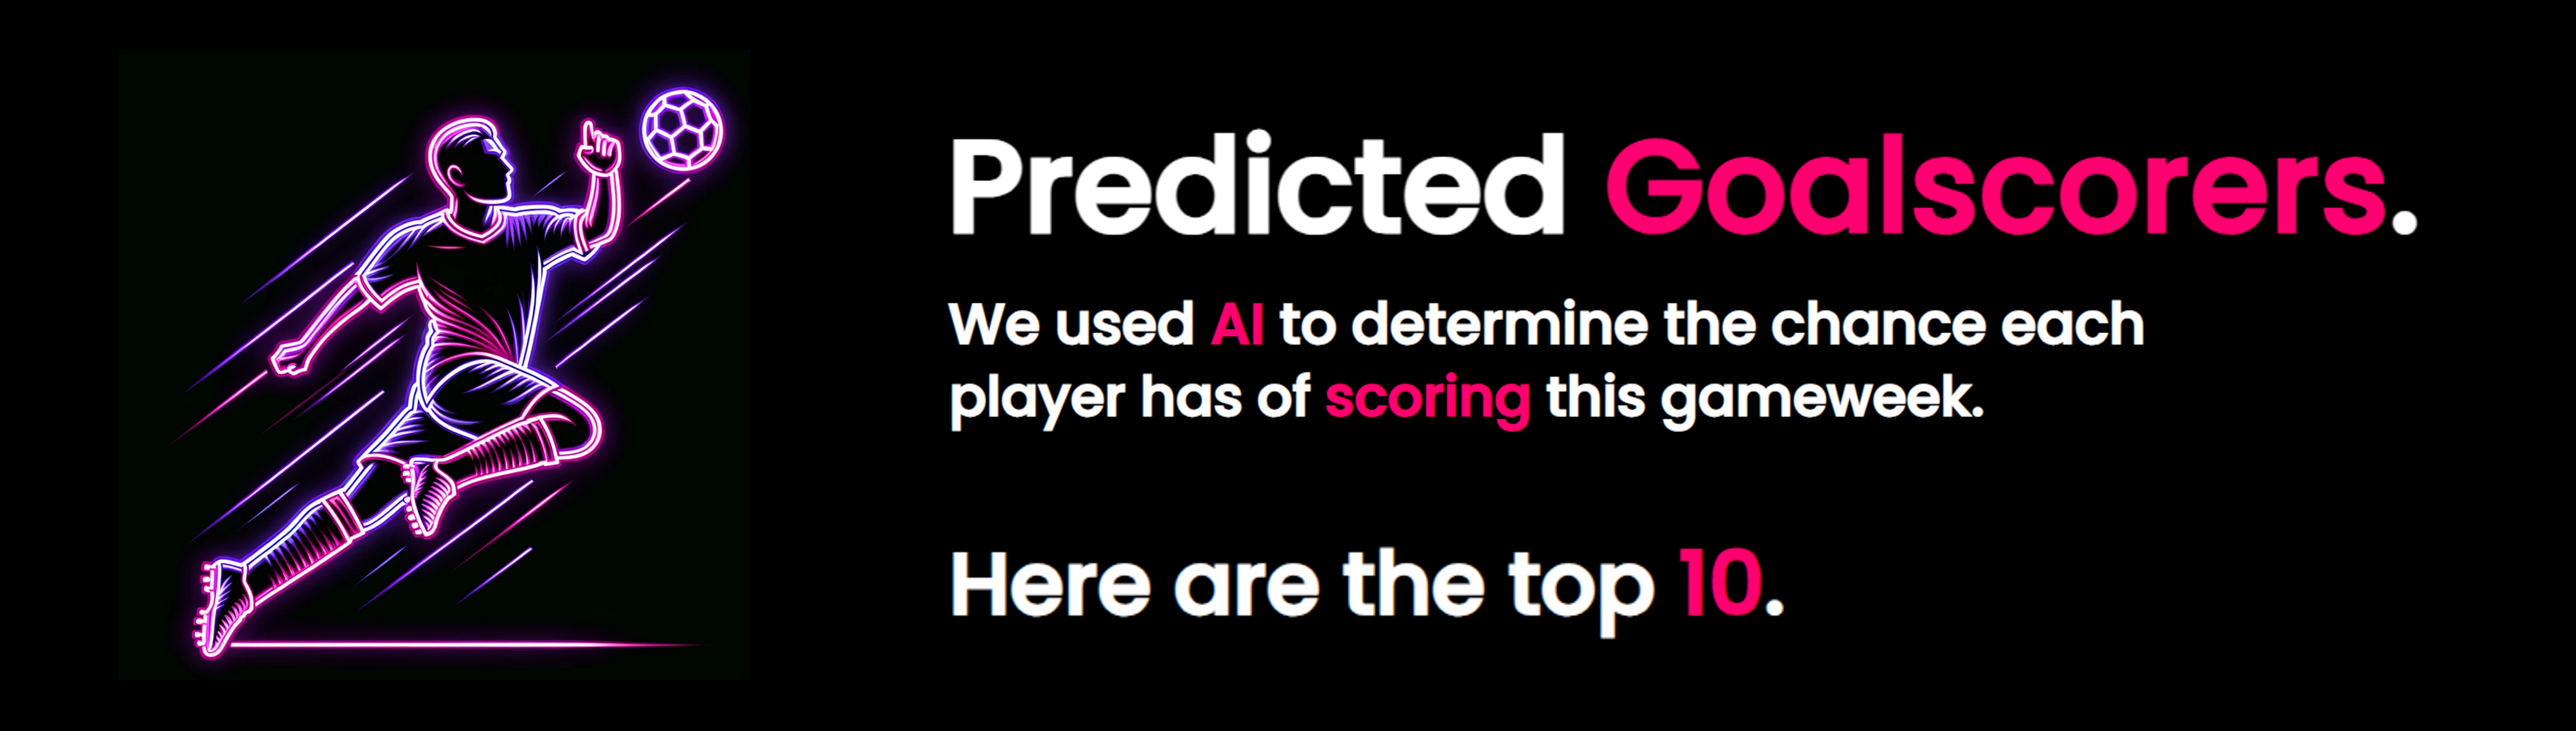 Predicted Goalscorers.
We used AI to determine the chance each
player has of scoring this gameweek.
Here are the top 10.